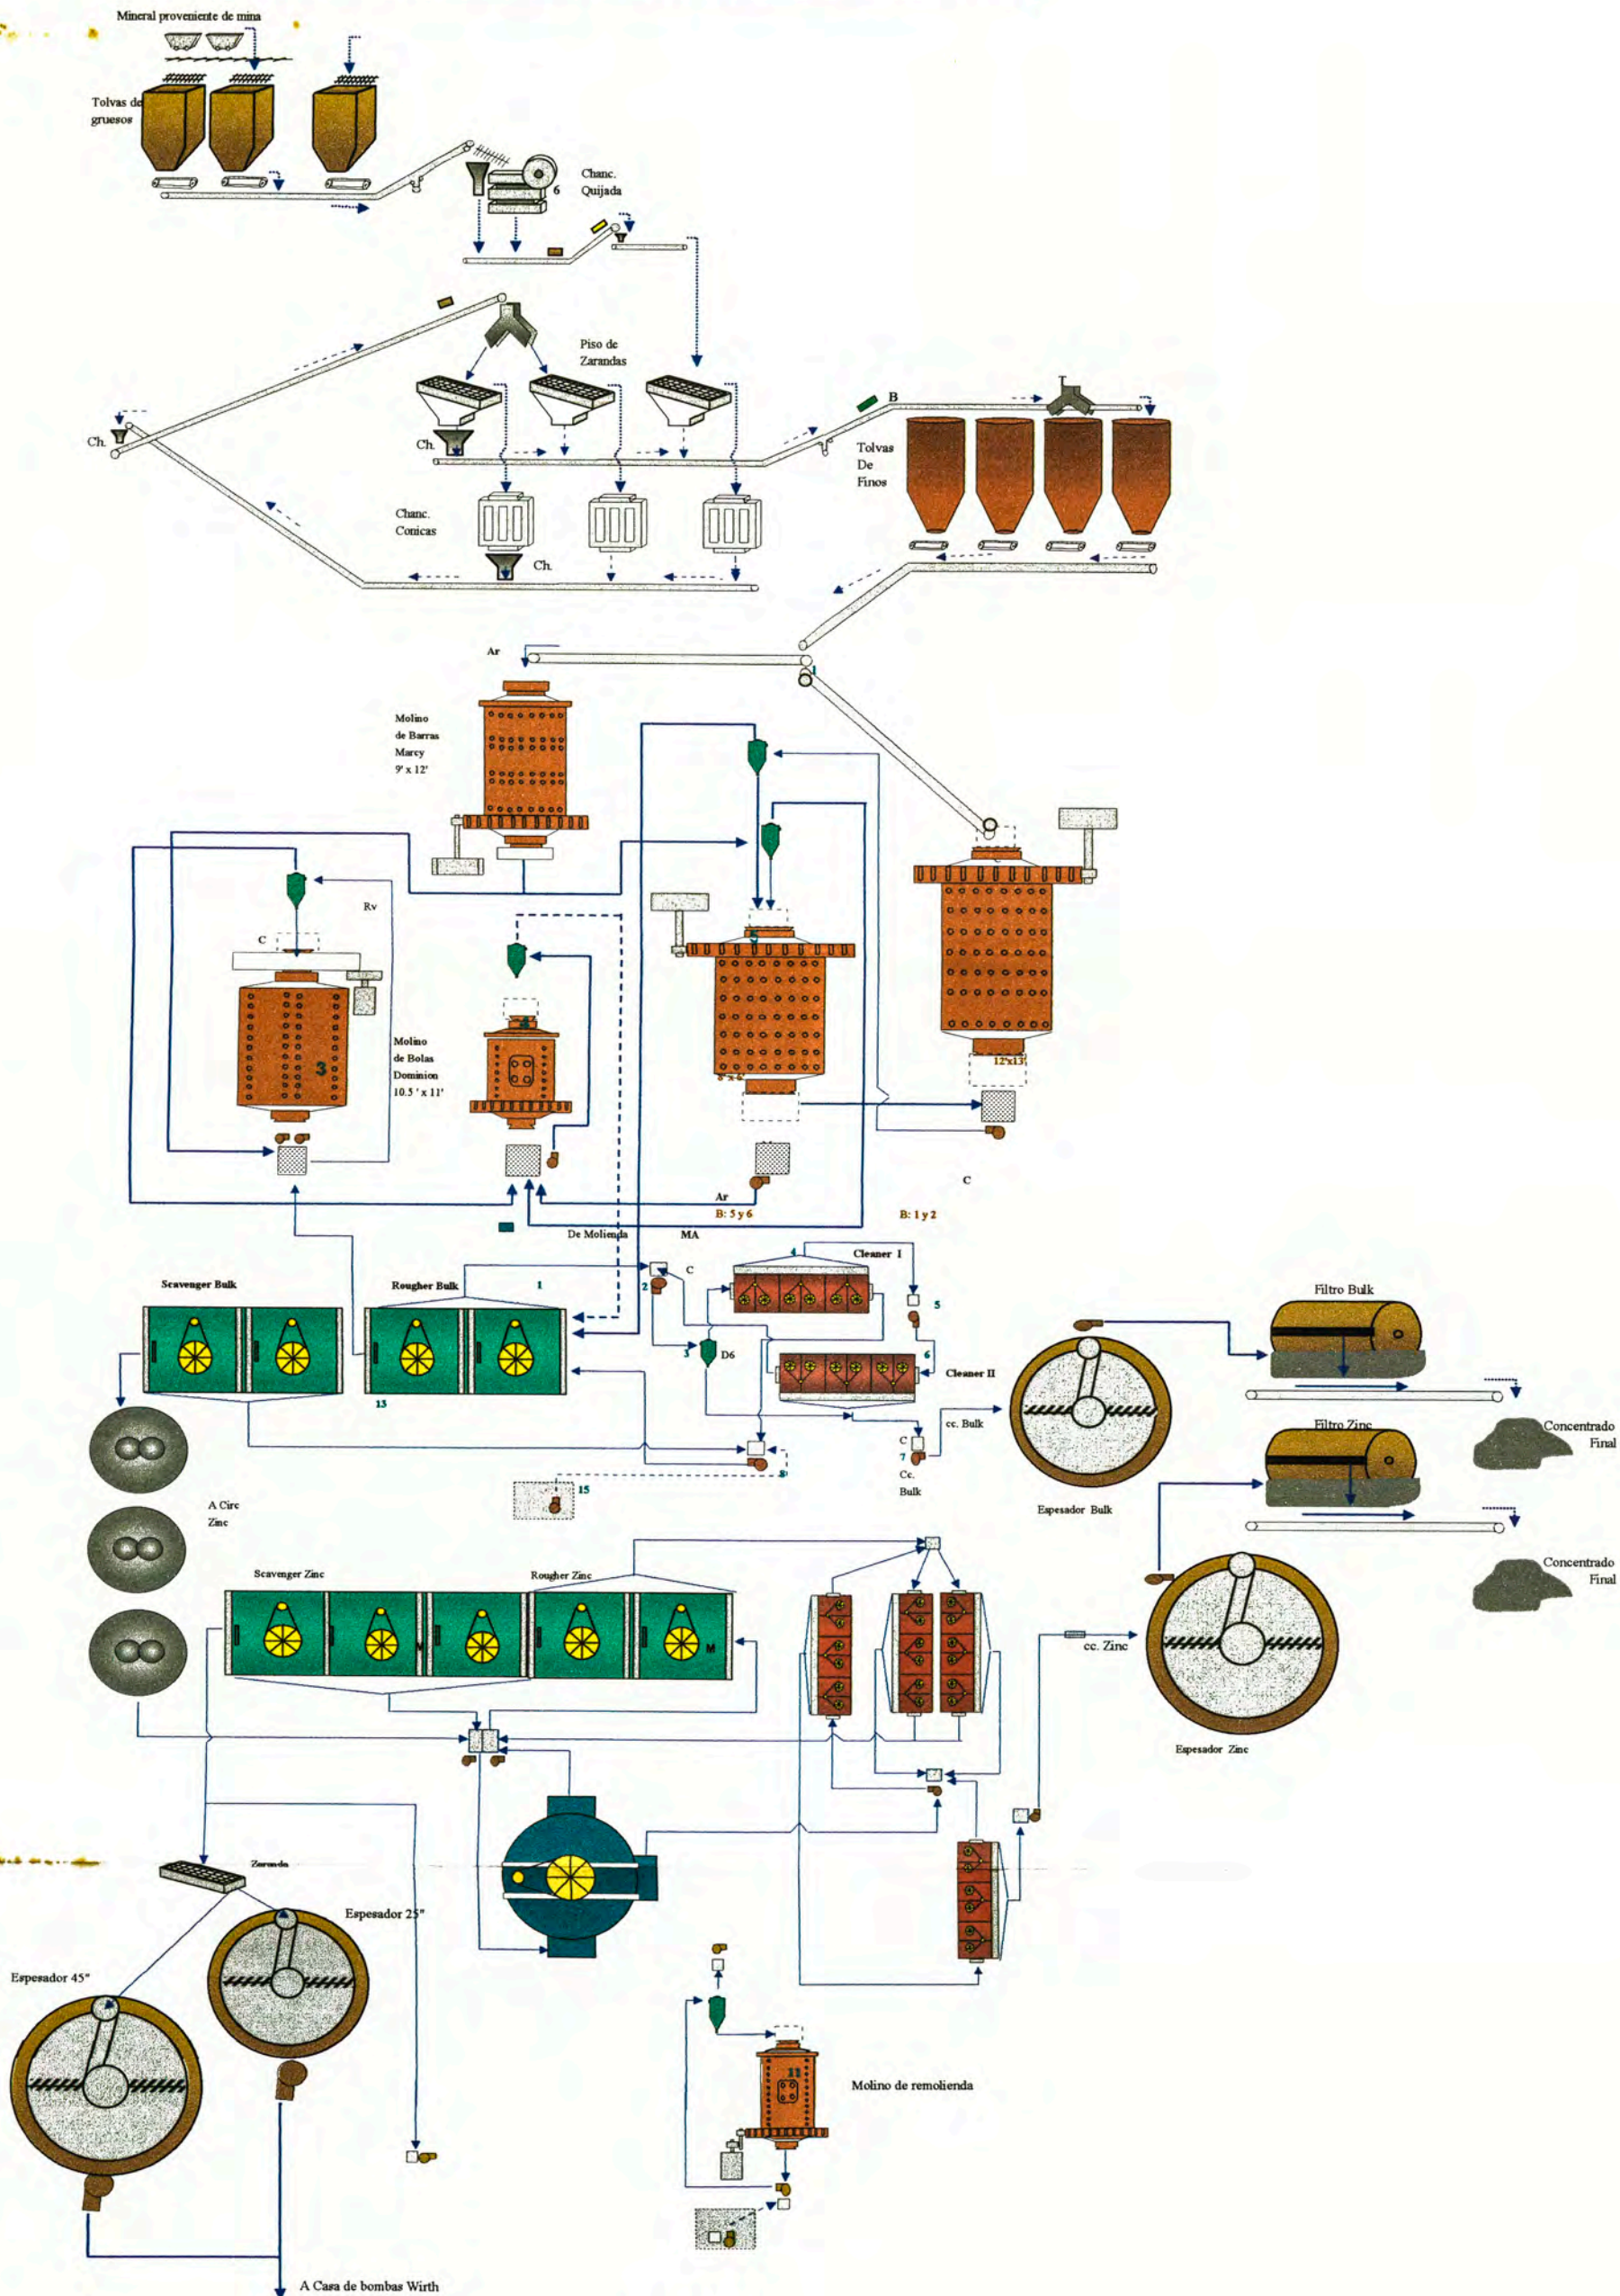 Mineral proveniente de mina
Tolvas de
gruesos
Chanc.
Quijada
6
Piso de
Zarandas
B
Ch.
Ch.
Tolvas
De
Finos
Chanc.
Conicas
Ch.
Ar
1
Molino
de Barras
Marcy
9' x 12'
Rv
C
Molino
de Bolas
Dominion
10.5 ' x 11'
3
12'x13'
C
Ar
B: 5 y 6
B: 1 y 2
De Molienda
MA
Scavenger Bulk
Rougher Bulk
1
2
C
4
Cleaner I
5
3
D6
6
Cleaner II
13
cc. Bulk
C
7
Cc.
Bulk
8
15
Filtro Bulk
Filtro Zinc
Concentrado
Final
Espesador Bulk
A Circ
Zinc
Scavenger Zinc
Rougher Zinc
M
M
cc. Zinc
Concentrado
Final
Espesador Zinc
Zaranda
Espesador 25"
Espesador 45"
11
Molino de remolienda
A Casa de bombas Wirth